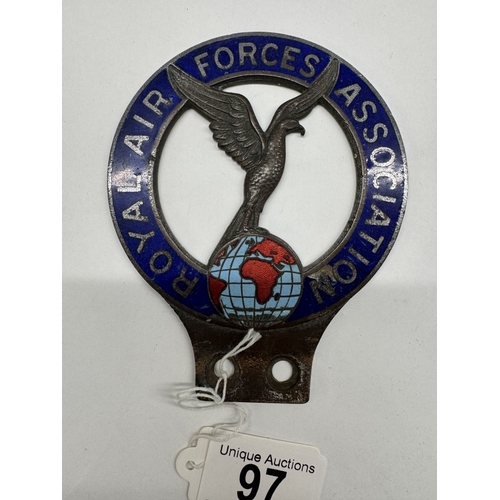 ROYAL AIR FORCES ASSOCIATION
Unique Auctions
97